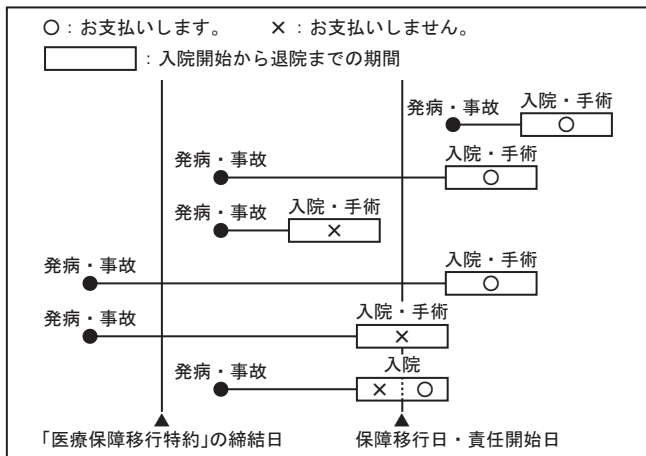 ○：お支払いします。　×：お支払いしません。
：入院開始から退院までの期間
入院・手術
発病・事故
○
入院・手術
発病・事故
○
入院・手術
発病・事故
×
入院・手術
発病・事故
○
入院・手術
発病・事故
×
入院
発病・事故
×　○
「医療保障移行特約」の締結日　保障移行日・責任開始日